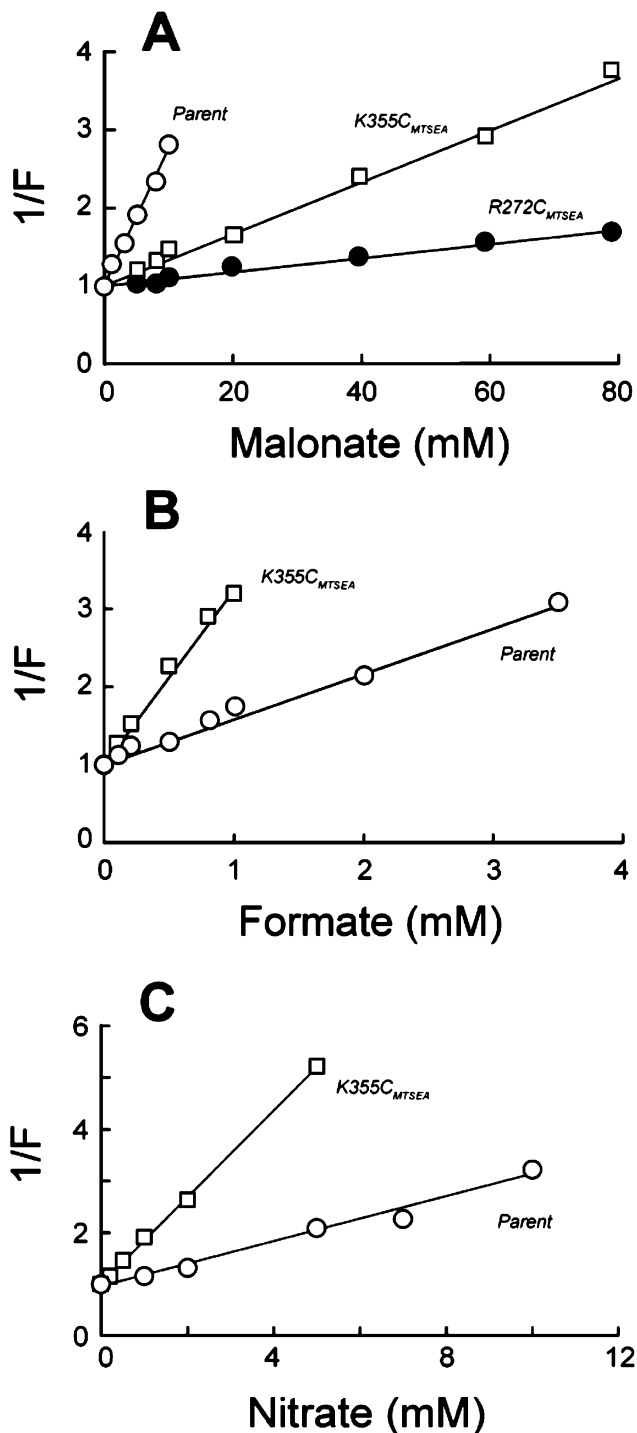 A
4
3
2
1
0
1/F
Parent
K355C_MTSEA
R272C_MTSEA
0
20
40
60
80
Malonate (mM)
B
4
3
2
1
0
1/F
K355C_MTSEA
Parent
0
1
2
3
4
Formate (mM)
C
6
4
2
0
1/F
K355C_MTSEA
Parent
0
4
8
12
Nitrate (mM)